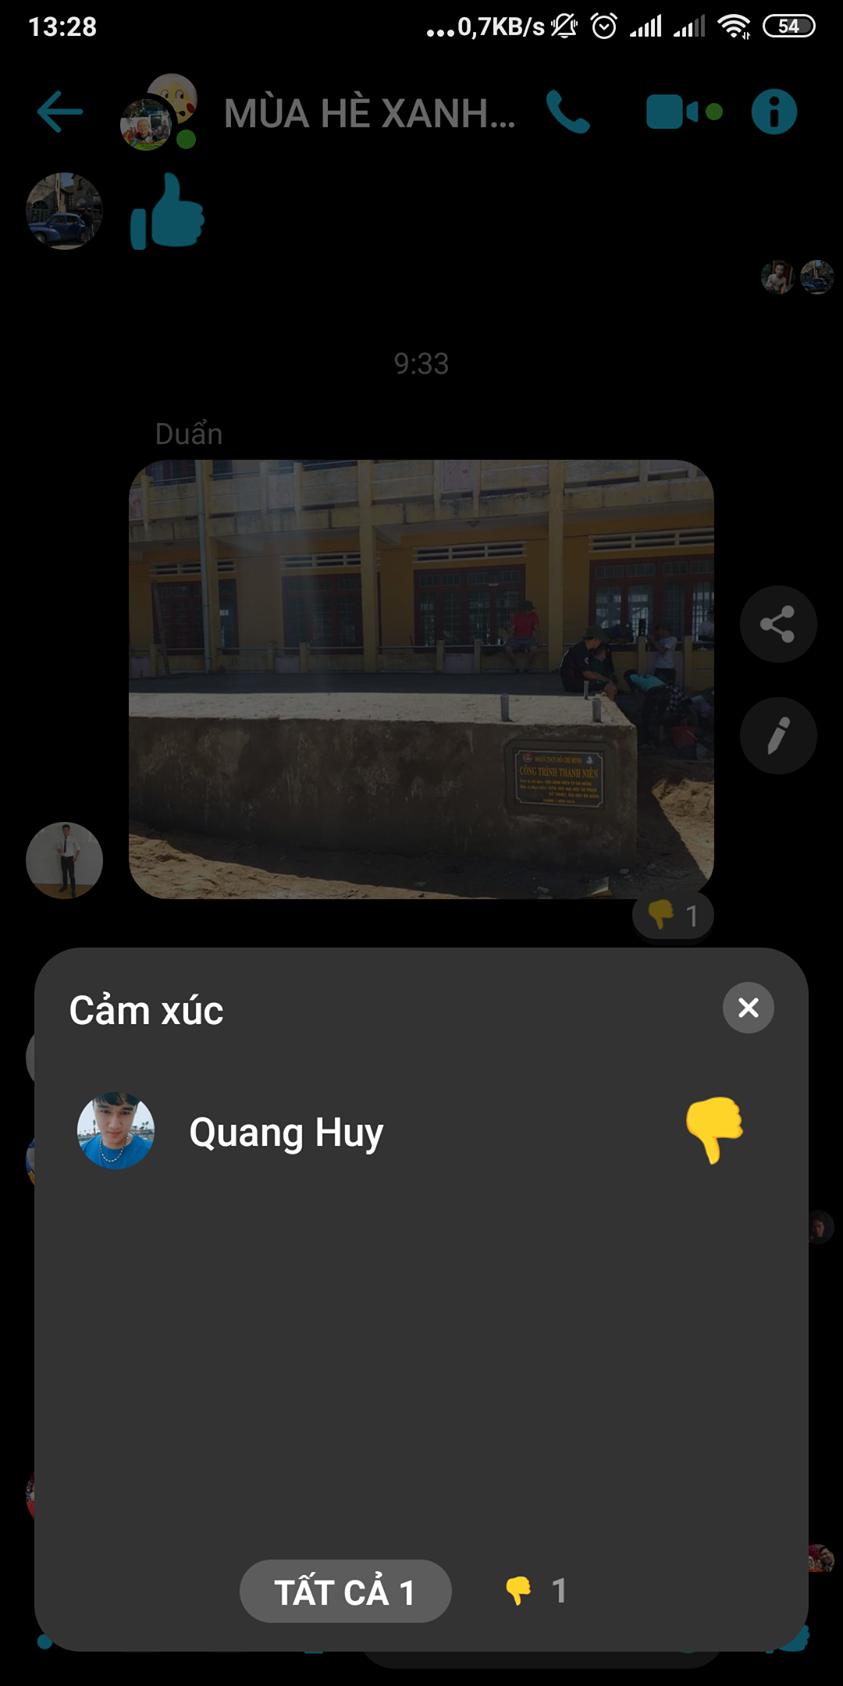 13:28
...0,7KB/s
54
MÙA HÈ XANH...
9:33
Duẩn
CÔNG TRÌNH THANH NIÊN
1
Cảm xúc
Quang Huy
TẤT CẢ 1
1